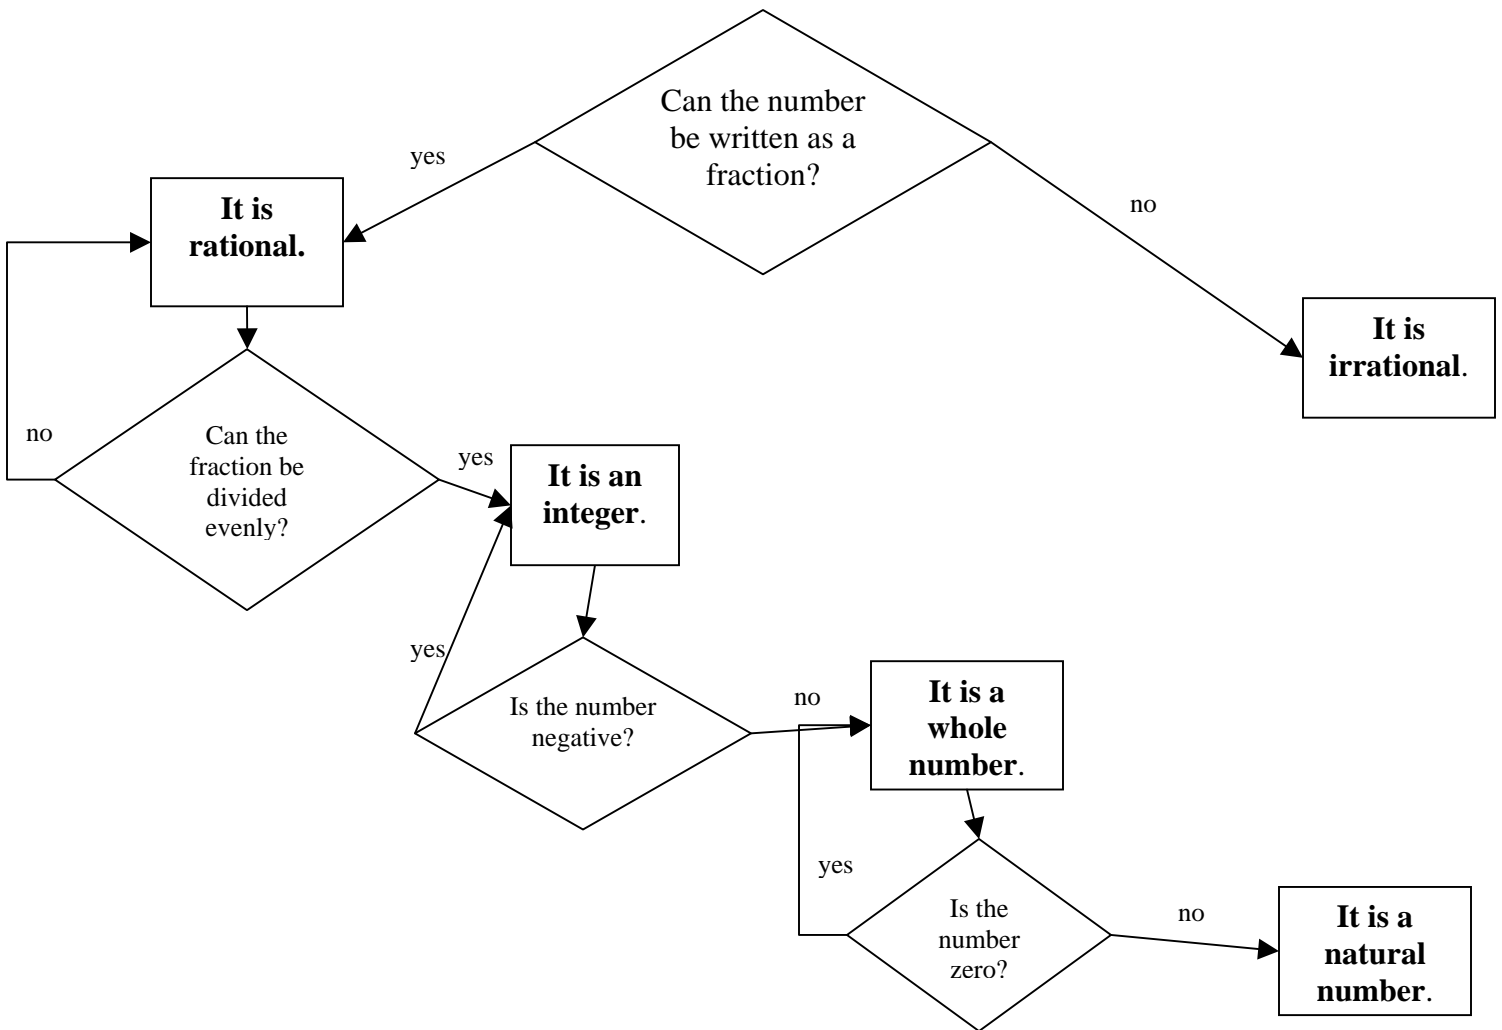 Can the number
be written as a
fraction?
yes
no
It is
rational.
It is
irrational.
no
Can the
fraction be
divided
evenly?
yes
It is an
integer.
yes
Is the number
negative?
no
It is a
whole
number.
yes
Is the
number
zero?
no
It is a
natural
number.